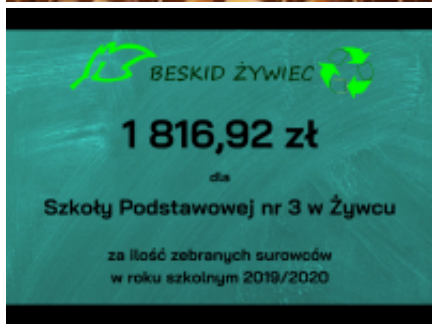 BESKID ŻYWIEC
1 816,92 zł
dla
Szkoły Podstawowej nr 3 w Żywcu
za ilość zebranych surowców
w roku szkolnym 2019/2020